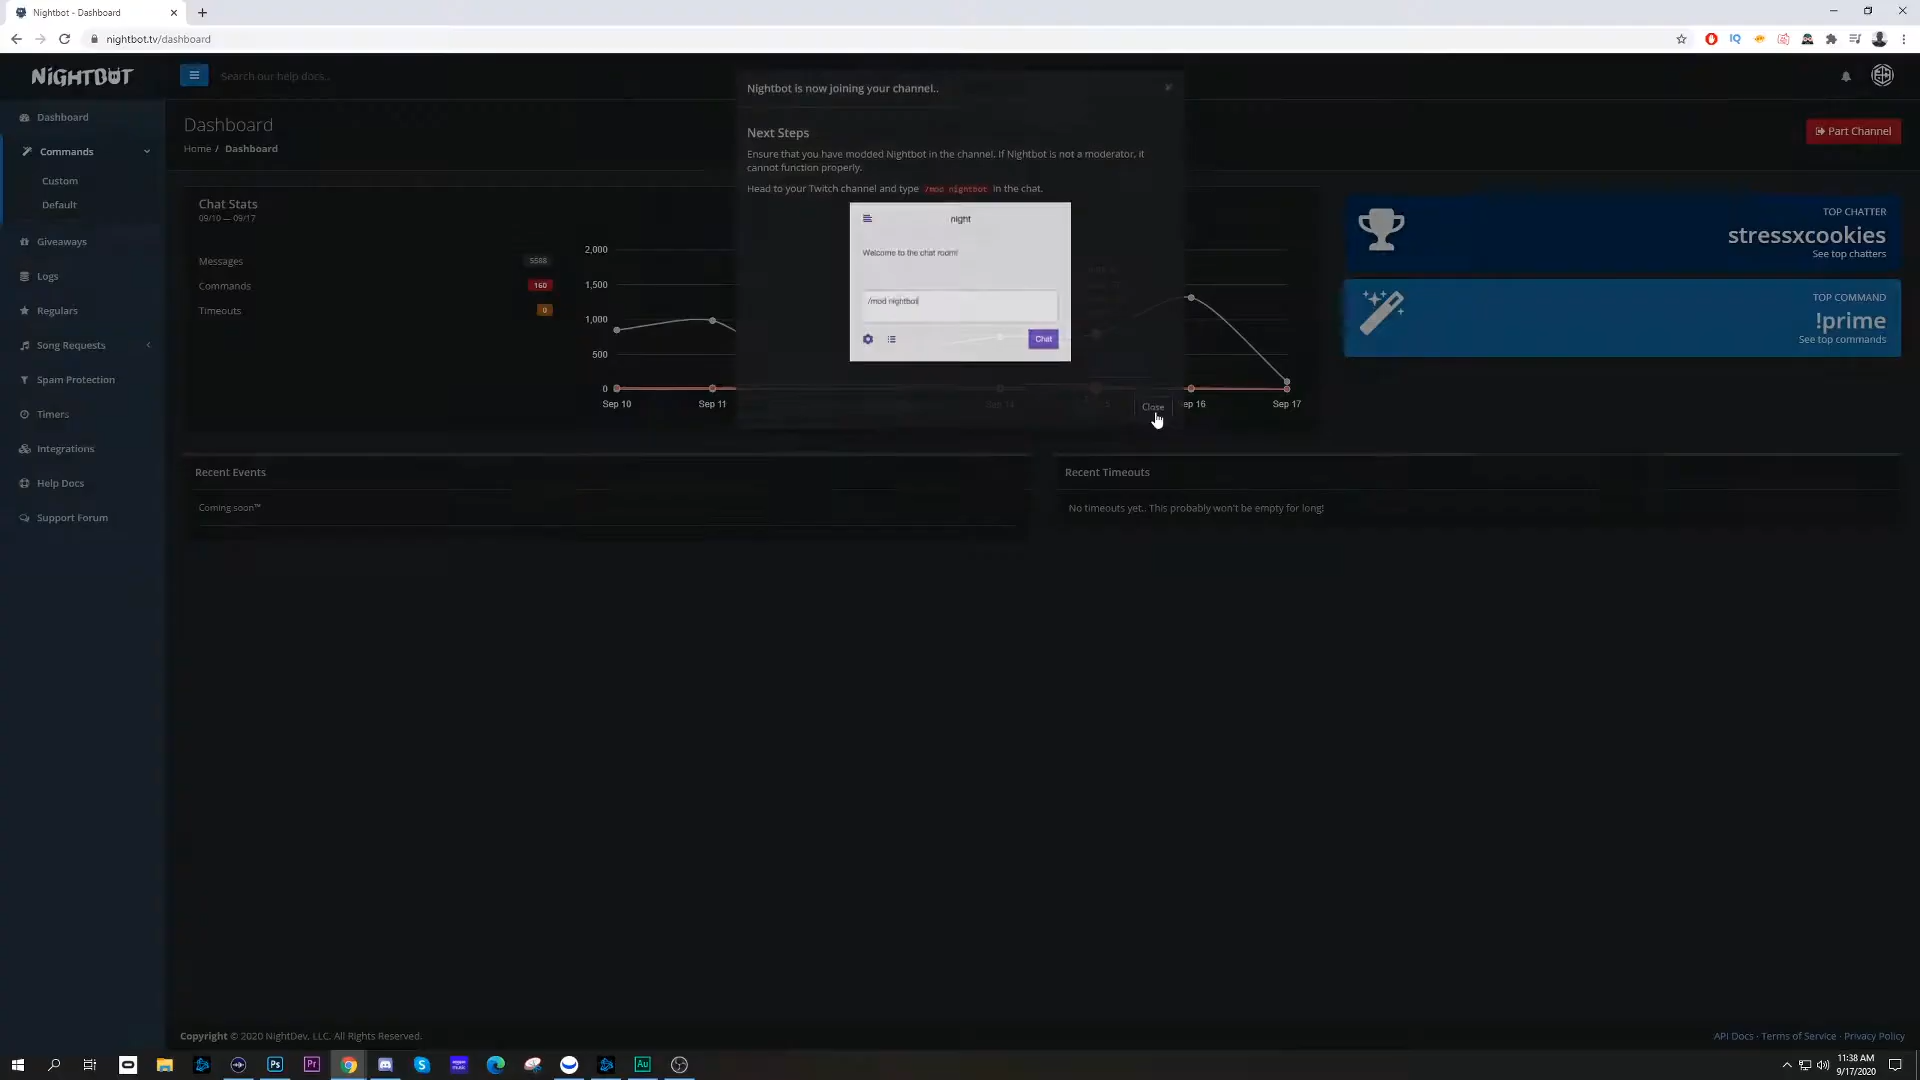 Nightbot - Dashboard
nightbot.tv/dashboard
NiGHTBOT
Search our help docs..
Dashboard
Commands
Custom
Default
Giveaways
Logs
Regulars
Song Requests
Spam Protection
Timers
Integrations
Help Docs
Support Forum
Dashboard
Home / Dashboard
Part Channel
Chat Stats
09/10 — 09/17
Messages 5588
Commands 160
Timeouts 0
2,000
1,500
1,000
500
0
Sep 10 Sep 11 Sep 14 15 ep 16 Sep 17
Nightbot is now joining your channel..
Next Steps
Ensure that you have modded Nightbot in the channel. If Nightbot is not a moderator, it
cannot function properly.
Head to your Twitch channel and type /mod nightbot in the chat.
night
Welcome to the chat room!
/mod nightbot
Chat
Close
TOP CHATTER
stressxcookies
See top chatters
TOP COMMAND
!prime
See top commands
Recent Events
Coming soon™
Recent Timeouts
No timeouts yet.. This probably won't be empty for long!
Copyright © 2020 NightDev, LLC. All Rights Reserved.
API Docs · Terms of Service · Privacy Policy
11:38 AM
9/17/2020